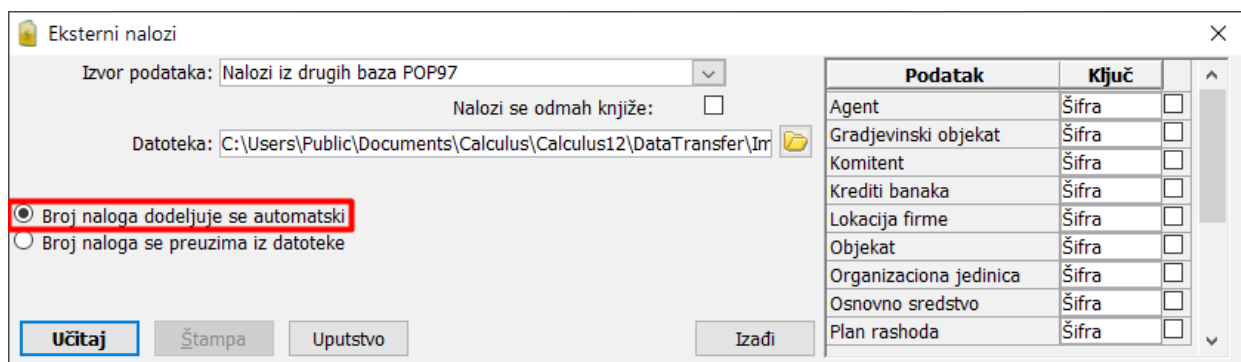 Eksterni nalozi
Izvor podataka: Nalozi iz drugih baza POP97
Nalozi se odmah knjiže:
Datoteka: C:\Users\Public\Documents\Calculus\Calculus12\DataTransfer\Im
Broj naloga dodeljuje se automatski
Broj naloga se preuzima iz datoteke
Učitaj Štampa Uputstvo Izađi
Podatak Ključ
Agent Šifra
Gradjevinski objekat Šifra
Komitent Šifra
Krediti banaka Šifra
Lokacija firme Šifra
Objekat Šifra
Organizaciona jedinica Šifra
Osnovno sredstvo Šifra
Plan rashoda Šifra